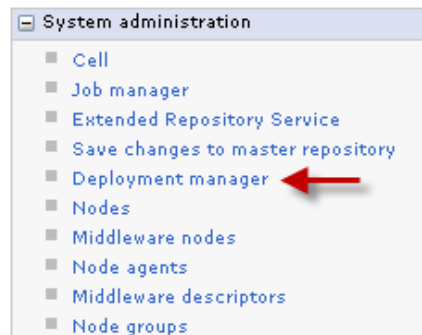 System administration
Cell
Job manager
Extended Repository Service
Save changes to master repository
Deployment manager
Nodes
Middleware nodes
Node agents
Middleware descriptors
Node groups